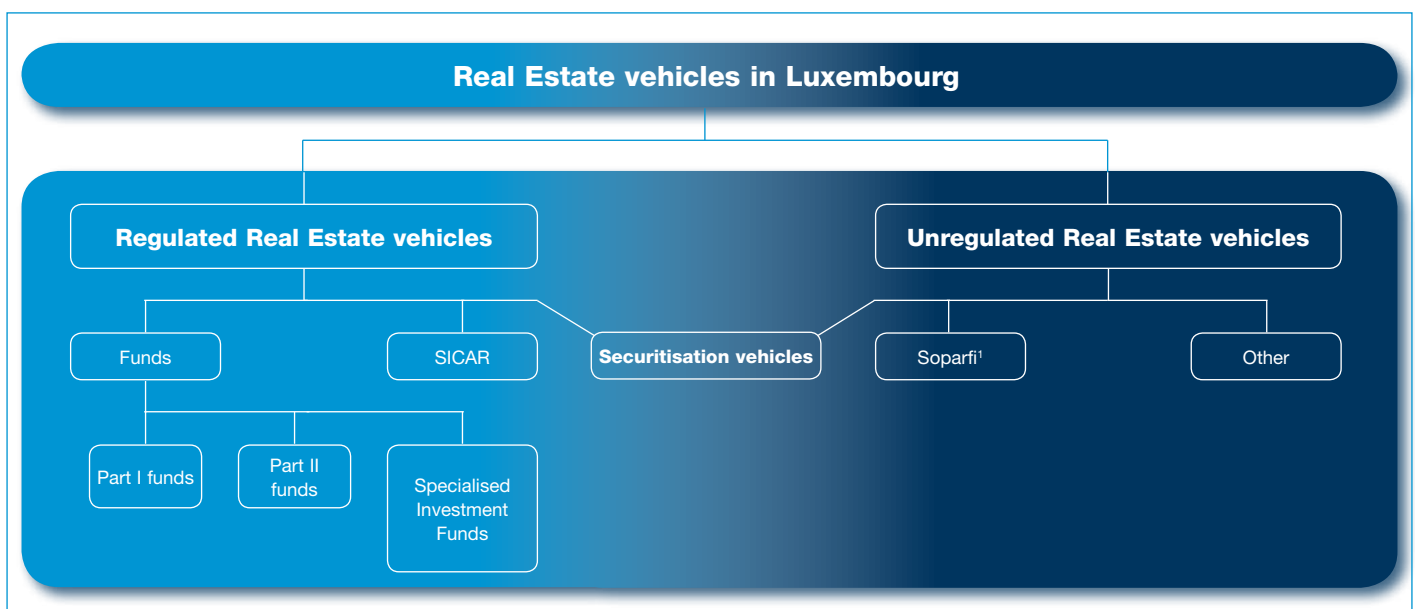 Real Estate vehicles in Luxembourg
Regulated Real Estate vehicles
Unregulated Real Estate vehicles
Funds
SICAR
Securitisation vehicles
Soparfi¹
Other
Part I funds
Part II
funds
Specialised
Investment
Funds